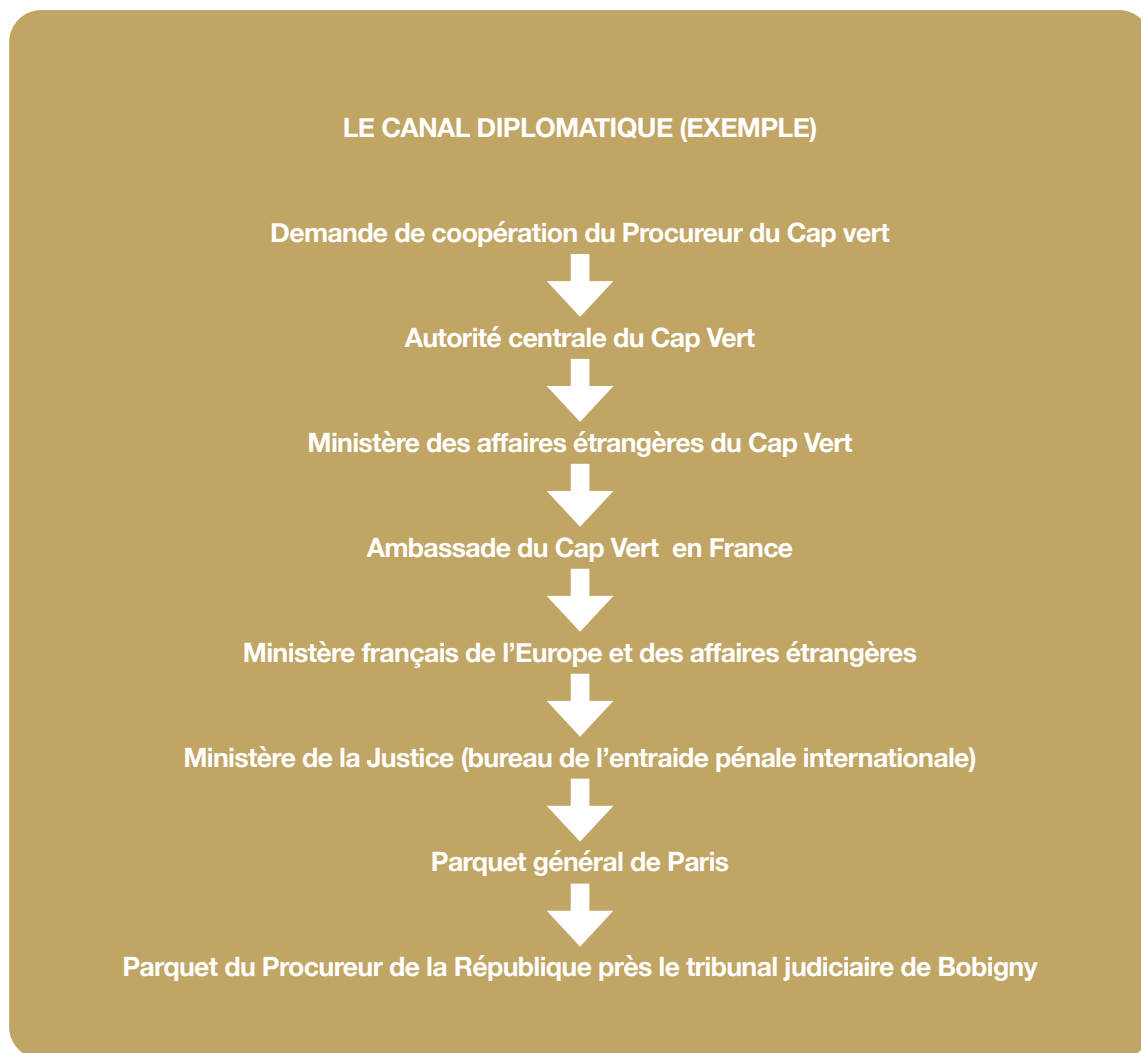 LE CANAL DIPLOMATIQUE (EXEMPLE)
Demande de coopération du Procureur du Cap vert
Autorité centrale du Cap Vert
Ministère des affaires étrangères du Cap Vert
Ambassade du Cap Vert  en France
Ministère français de l’Europe et des affaires étrangères
Ministère de la Justice (bureau de l’entraide pénale internationale)
Parquet général de Paris
Parquet du Procureur de la République près le tribunal judiciaire de Bobigny